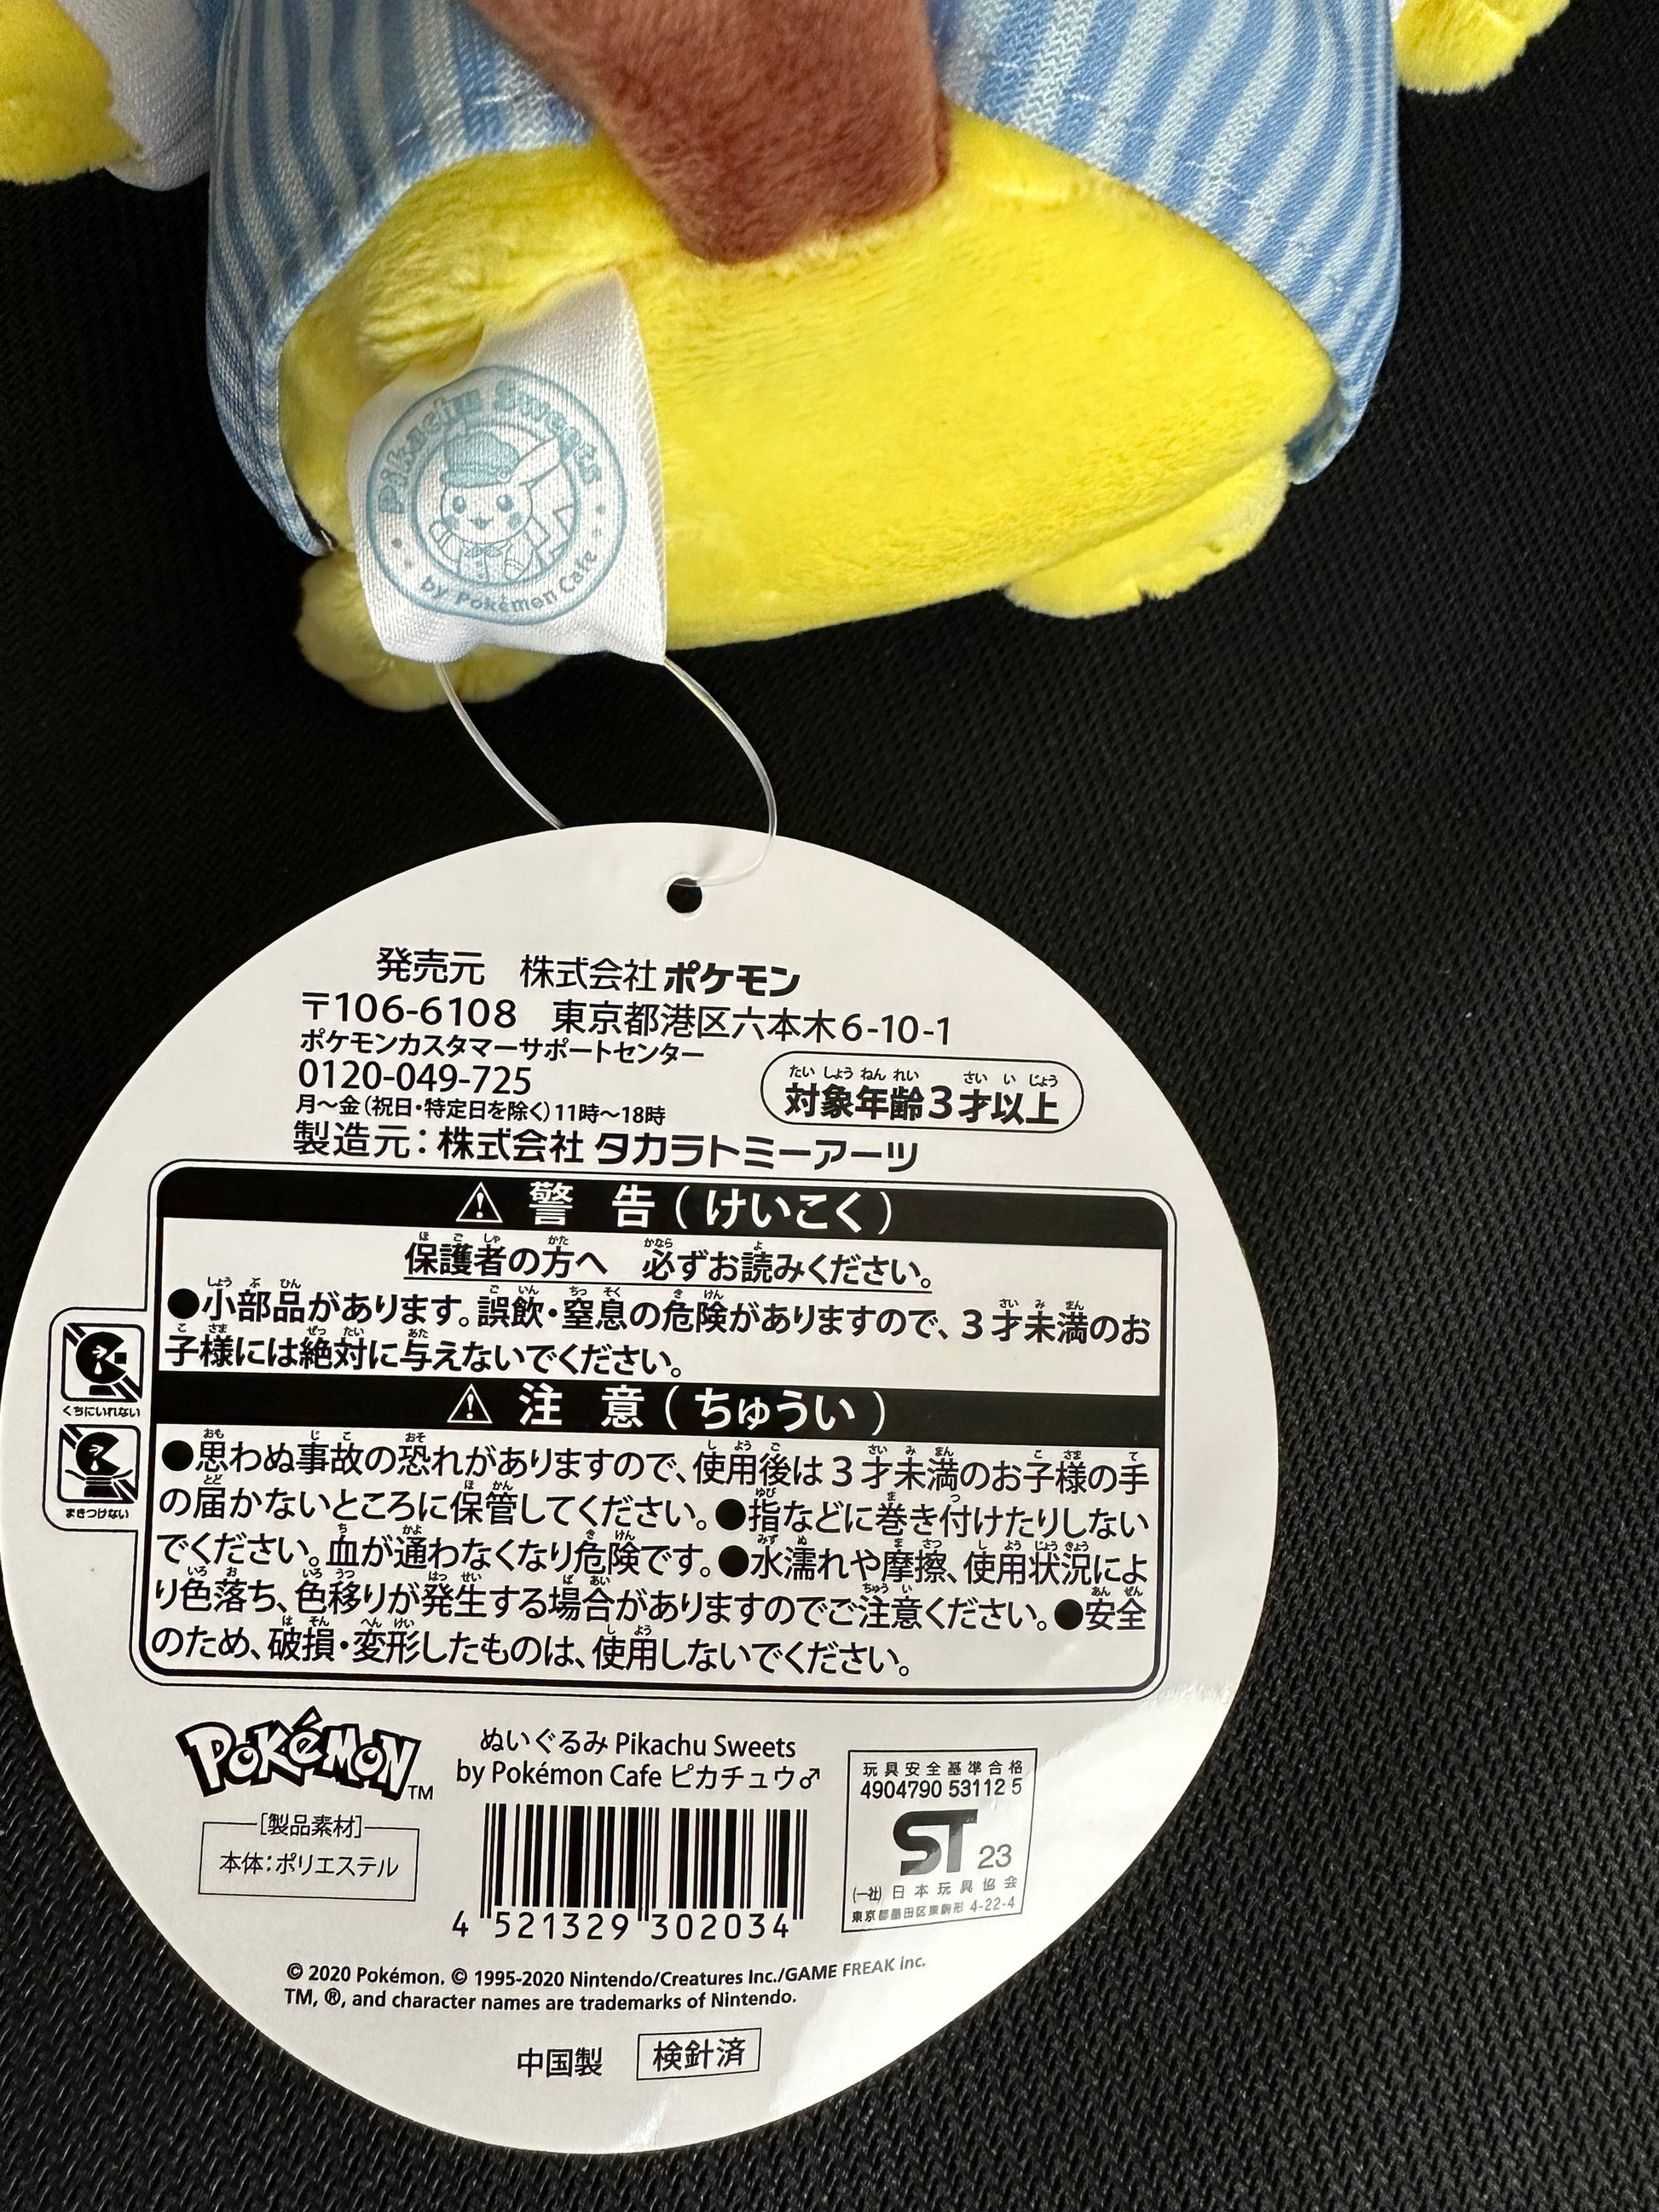 Pikachu Sweets
by Pokémon Cafe
発売元 株式会社 ポケモン
〒106-6108 東京都港区六本木6-10-1
ポケモンカスタマーサポートセンター
0120-049-725
月〜金(祝日・特定日を除く)11時〜18時
対象年齢3才以上
製造元:株式会社 タカラトミーアーツ
⚠ 警 告(けいこく)
保護者の方へ 必ずお読みください。
●小部品があります。誤飲・窒息の危険がありますので、3才未満のお
子様には絶対に与えないでください。
くちにいれない
まきつけない
⚠ 注 意(ちゅうい)
●思わぬ事故の恐れがありますので、使用後は3才未満のお子様の手
の届かないところに保管してください。●指などに巻き付けたりしない
でください。血が通わなくなり危険です。●水濡れや摩擦、使用状況によ
り色落ち、色移りが発生する場合がありますのでご注意ください。●安全
のため、破損・変形したものは、使用しないでください。
POKéMON™
ぬいぐるみ Pikachu Sweets
by Pokémon Cafe ピカチュウ♂
[製品素材]
本体:ポリエステル
4 521329 302034
玩具安全基準合格
4904790 53112 5
ST 23
(一社)日本玩具協会
東京都墨田区東駒形 4-22-4
© 2020 Pokémon. © 1995-2020 Nintendo/Creatures Inc./GAME FREAK inc.
TM, ®, and character names are trademarks of Nintendo.
中国製 検針済